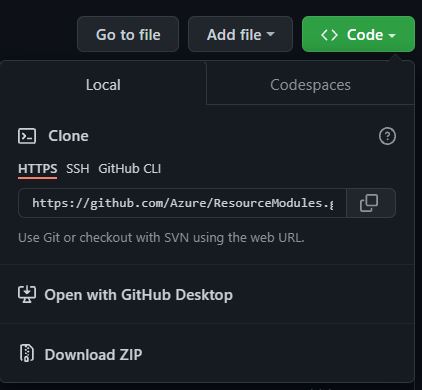 Go to file Add file <> Code
Local Codespaces
Clone
HTTPS SSH GitHub CLI
https://github.com/Azure/ResourceModules.g
Use Git or checkout with SVN using the web URL.
Open with GitHub Desktop
Download ZIP